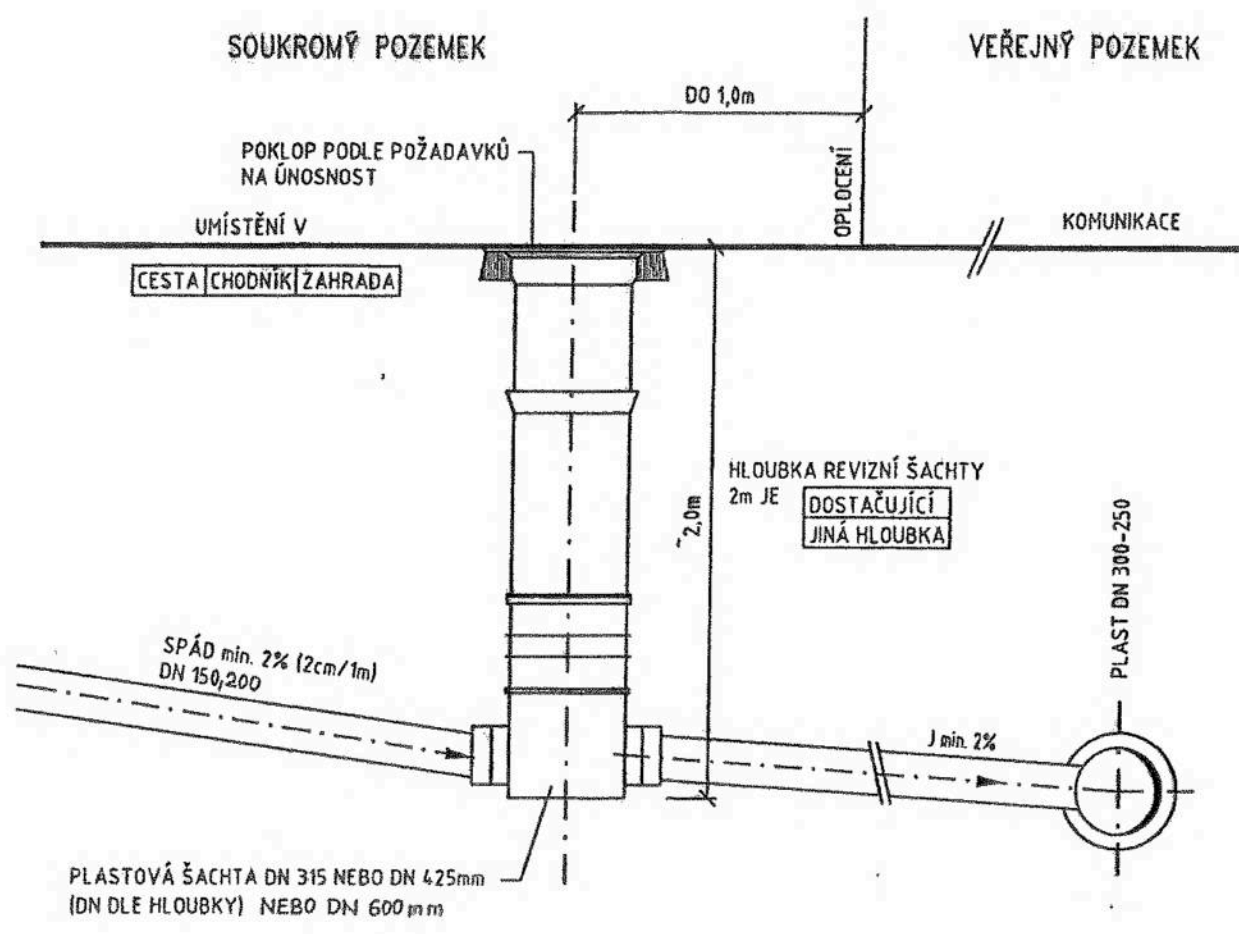 SOUKROMÝ POZEMEK
VEŘEJNÝ POZEMEK
DO 1,0m
POKLOP PODLE POŽADAVKŮ
NA ÚNOSNOST
OPLOCENÍ
UMÍSTĚNÍ V
KOMUNIKACE
CESTA CHODNÍK ZAHRADA
HLOUBKA REVIZNÍ ŠACHTY
2m JE
DOSTAČUJÍCÍ
JINÁ HLOUBKA
~2,0m
PLAST DN 300-250
SPÁD min. 2% (2cm/1m)
DN 150,200
J min. 2%
PLASTOVÁ ŠACHTA DN 315 NEBO DN 425mm
(DN DLE HLOUBKY) NEBO DN 600mm